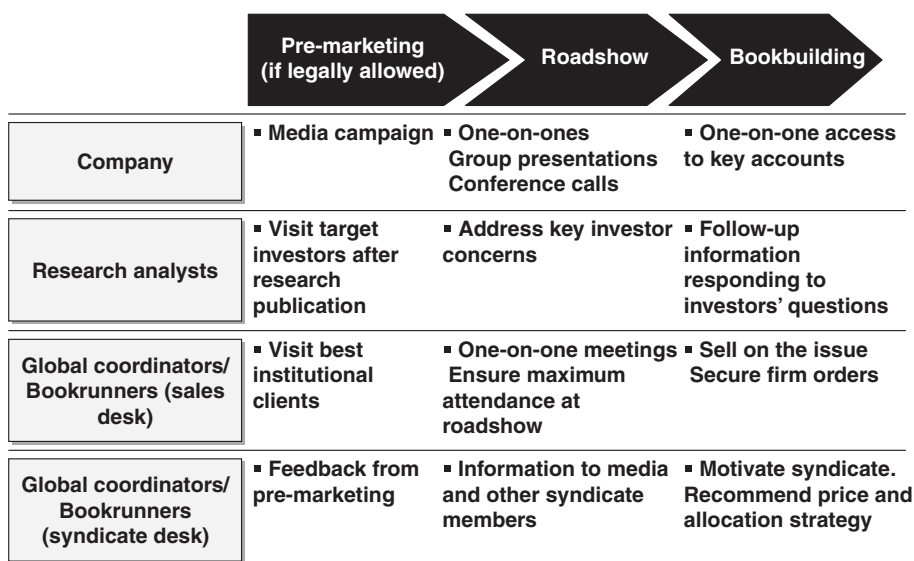 Pre-marketing
(if legally allowed)
Roadshow
Bookbuilding
Company
▪ Media campaign
▪ One-on-ones
Group presentations
Conference calls
▪ One-on-one access
to key accounts
Research analysts
▪ Visit target
investors after
research
publication
▪ Address key investor
concerns
▪ Follow-up
information
responding to
investors’ questions
Global coordinators/
Bookrunners (sales
desk)
▪ Visit best
institutional
clients
▪ One-on-one meetings
Ensure maximum
attendance at
roadshow
▪ Sell on the issue
Secure firm orders
Global coordinators/
Bookrunners
(syndicate desk)
▪ Feedback from
pre-marketing
▪ Information to media
and other syndicate
members
▪ Motivate syndicate.
Recommend price and
allocation strategy